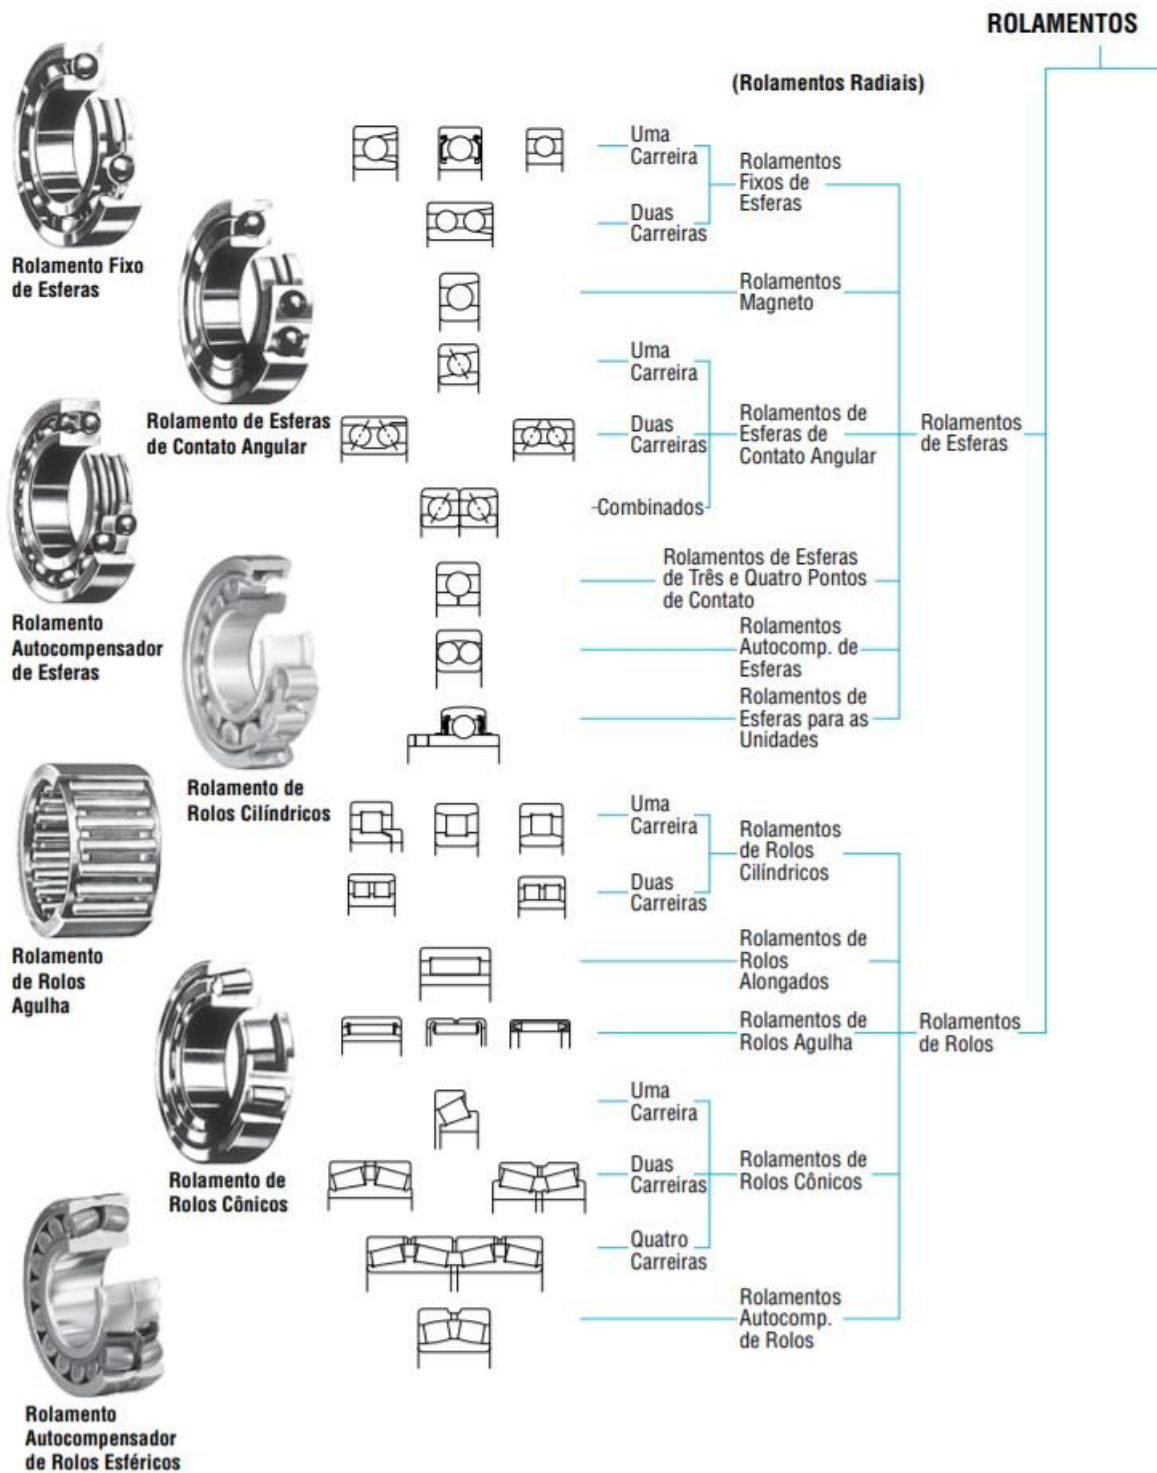 ROLAMENTOS
(Rolamentos Radiais)
Uma
Carreira
Rolamentos
Fixos de
Esferas
Duas
Carreiras
Rolamento Fixo
de Esferas
Rolamentos
Magneto
Uma
Carreira
Rolamento de Esferas
de Contato Angular
Duas
Carreiras
Rolamentos de
Esferas de
Contato Angular
Rolamentos
de Esferas
Combinados
Rolamentos de Esferas
de Três e Quatro Pontos
de Contato
Rolamento
Autocompensador
de Esferas
Rolamentos
Autocomp. de
Esferas
Rolamentos de
Esferas para as
Unidades
Rolamento de
Rolos Cilíndricos
Uma
Carreira
Rolamentos
de Rolos
Cilíndricos
Duas
Carreiras
Rolamento
de Rolos
Agulha
Rolamentos de
Rolos
Alongados
Rolamentos de
Rolos Agulha
Rolamentos
de Rolos
Uma
Carreira
Rolamento de
Rolos Cônicos
Duas
Carreiras
Rolamentos de
Rolos Cônicos
Quatro
Carreiras
Rolamentos
Autocomp.
de Rolos
Rolamento
Autocompensador
de Rolos Esféricos